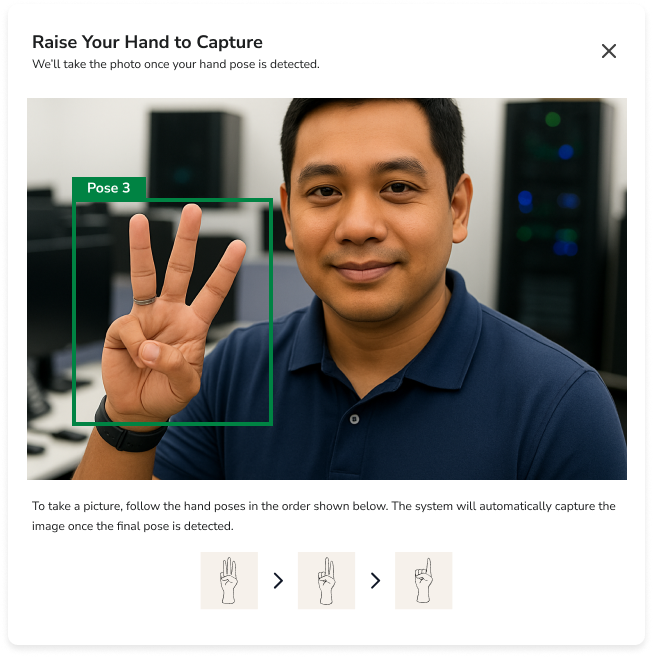 Raise Your Hand to Capture
We'll take the photo once your hand pose is detected.
Pose 3
To take a picture, follow the hand poses in the order shown below. The system will automatically capture the
image once the final pose is detected.